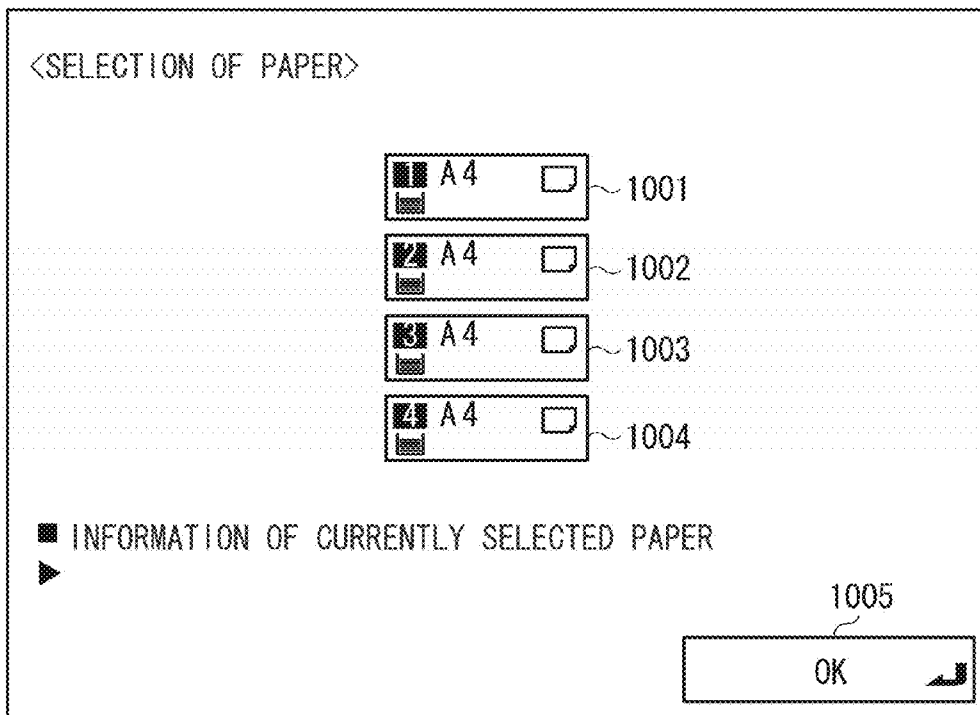 <SELECTION OF PAPER>
1 A4 1001
2 A4 1002
3 A4 1003
4 A4 1004
■ INFORMATION OF CURRENTLY SELECTED PAPER
▶
1005
OK